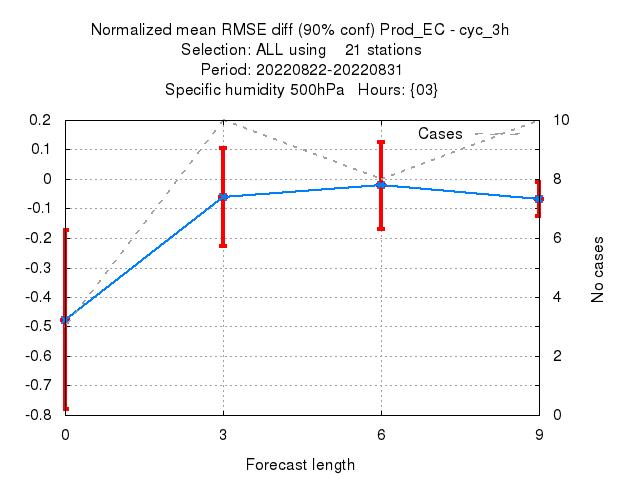 Normalized mean RMSE diff (90% conf) Prod_EC - cyc_3h
Selection: ALL using 21 stations
Period: 20220822-20220831
Specific humidity 500hPa Hours: {03}
0.2
0.1
0
-0.1
-0.2
-0.3
-0.4
-0.5
-0.6
-0.7
-0.8
Cases
10
8
6
4
2
0
No cases
0 3 6 9
Forecast length